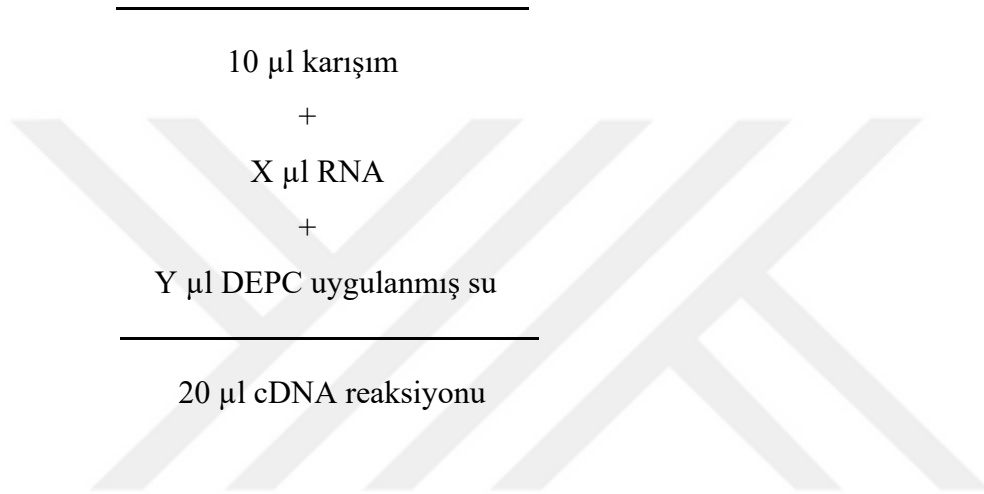 10 µl karışım
+
X µl RNA
+
Y µl DEPC uygulanmış su
20 µl cDNA reaksiyonu